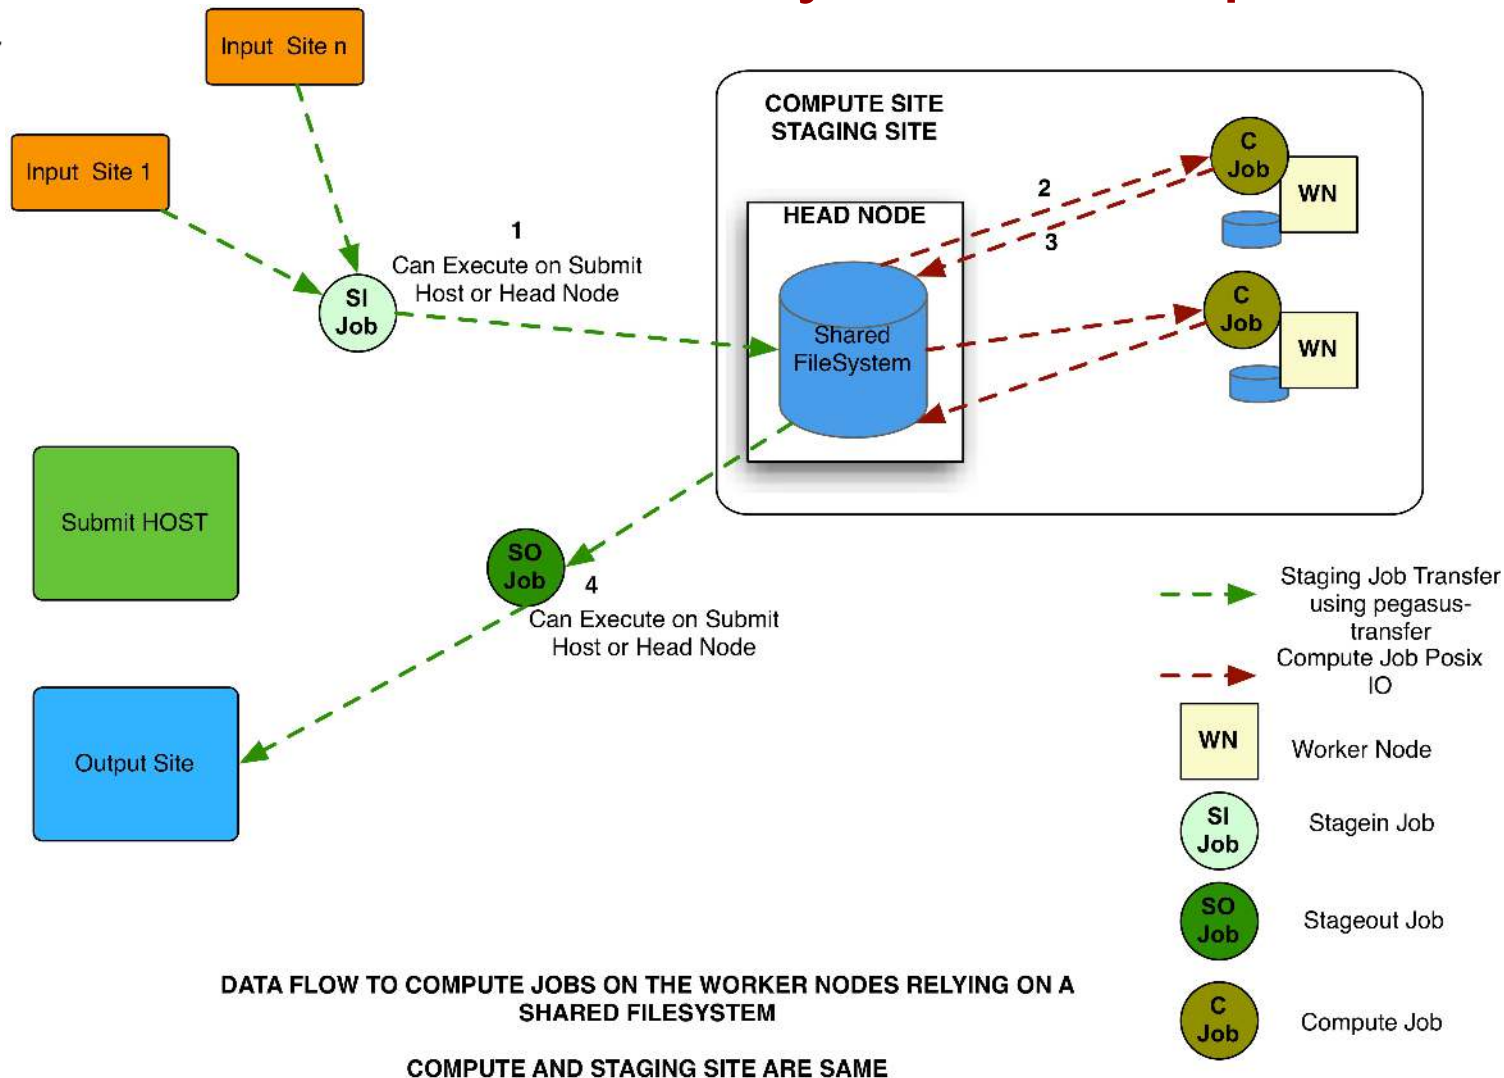 Input Site n
Input Site 1
COMPUTE SITE
STAGING SITE
C
Job
WN
2
HEAD NODE
3
1
Can Execute on Submit
Host or Head Node
SI
Job
Shared
FileSystem
C
Job
WN
Submit HOST
SO
Job
4
Can Execute on Submit
Host or Head Node
Output Site
Staging Job Transfer
using pegasus-
transfer
Compute Job Posix
IO
WN
Worker Node
SI
Job
Stagein Job
SO
Job
Stageout Job
C
Job
Compute Job
DATA FLOW TO COMPUTE JOBS ON THE WORKER NODES RELYING ON A
SHARED FILESYSTEM
COMPUTE AND STAGING SITE ARE SAME